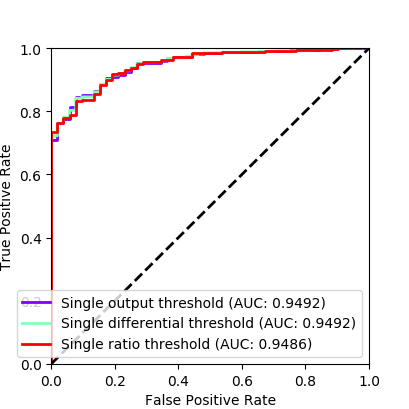 1.0
0.8
0.6
0.4
0.2
0.0
True Positive Rate
Single output threshold (AUC: 0.9492)
Single differential threshold (AUC: 0.9492)
Single ratio threshold (AUC: 0.9486)
0.0 0.2 0.4 0.6 0.8 1.0
False Positive Rate